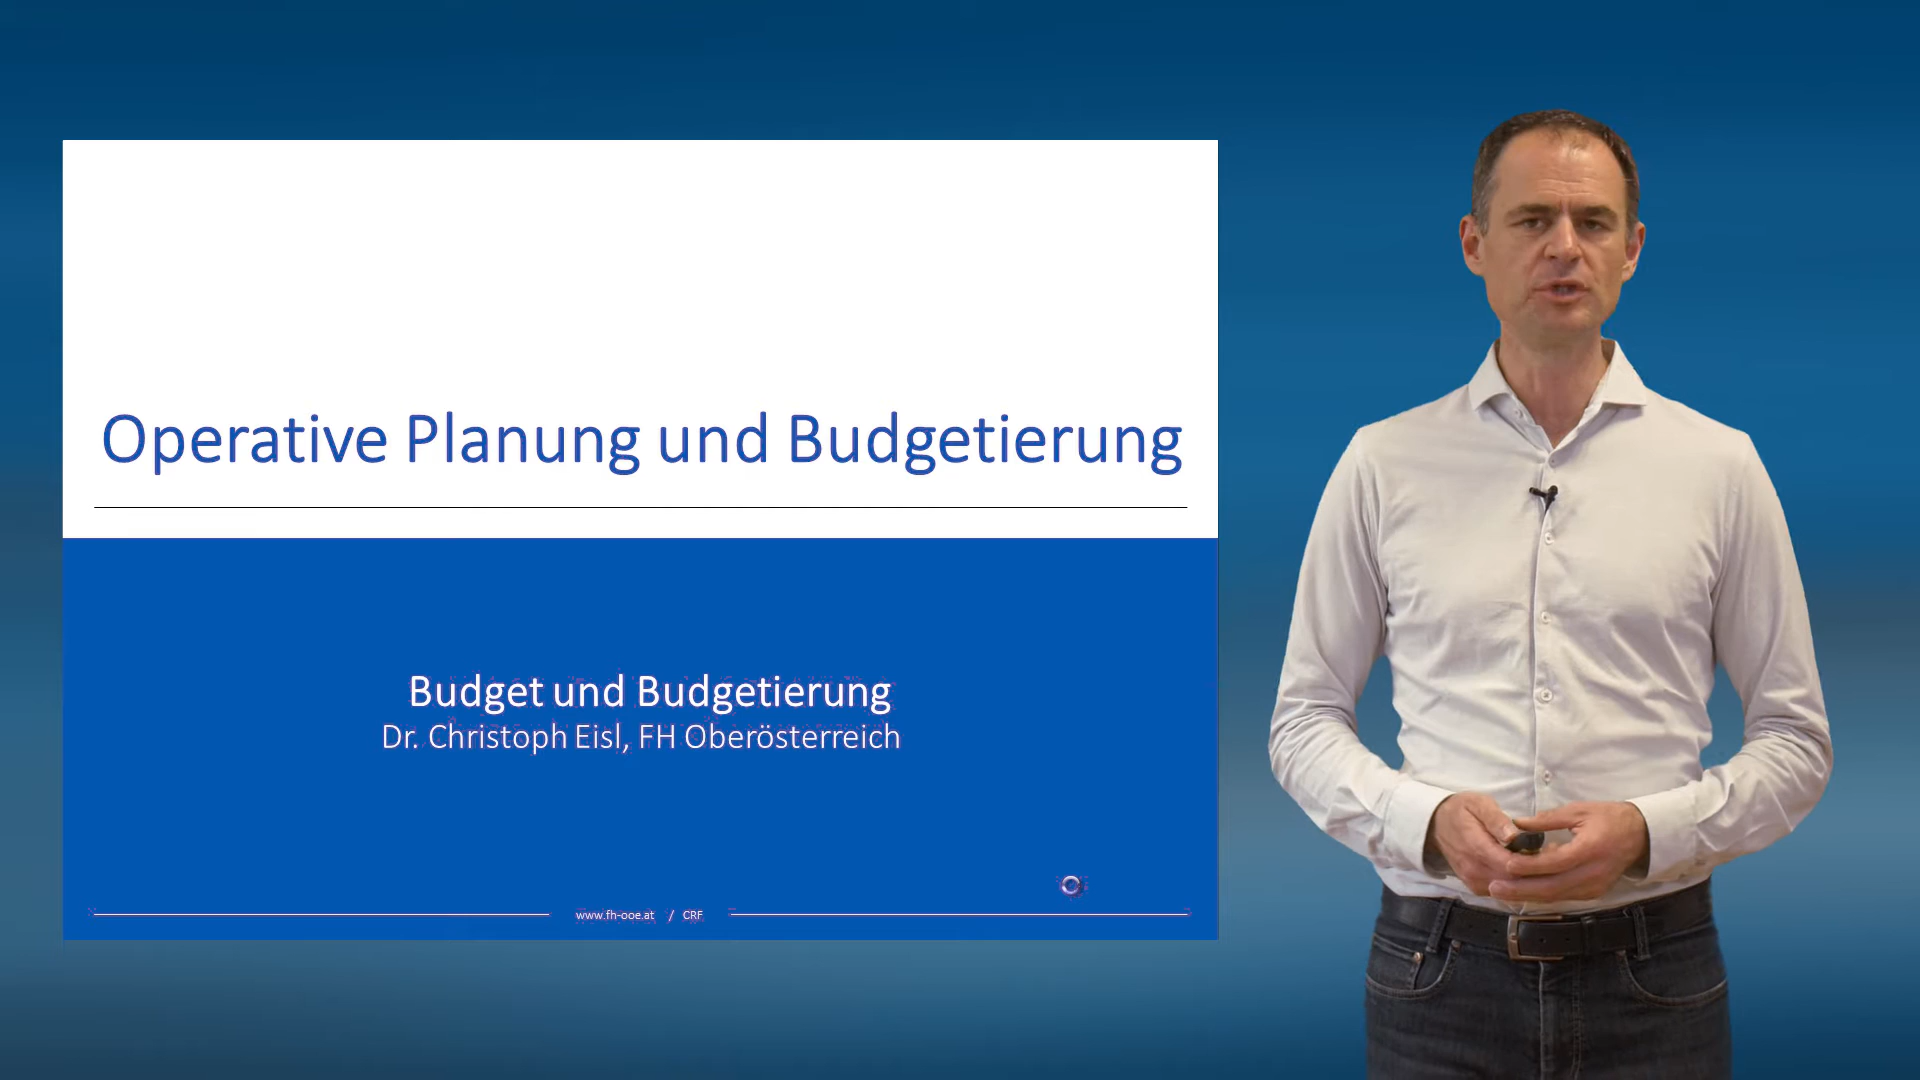 Operative Planung und Budgetierung
Budget und Budgetierung
Dr. Christoph Eisl, FH Oberösterreich
www.fh-ooe.at / CRF